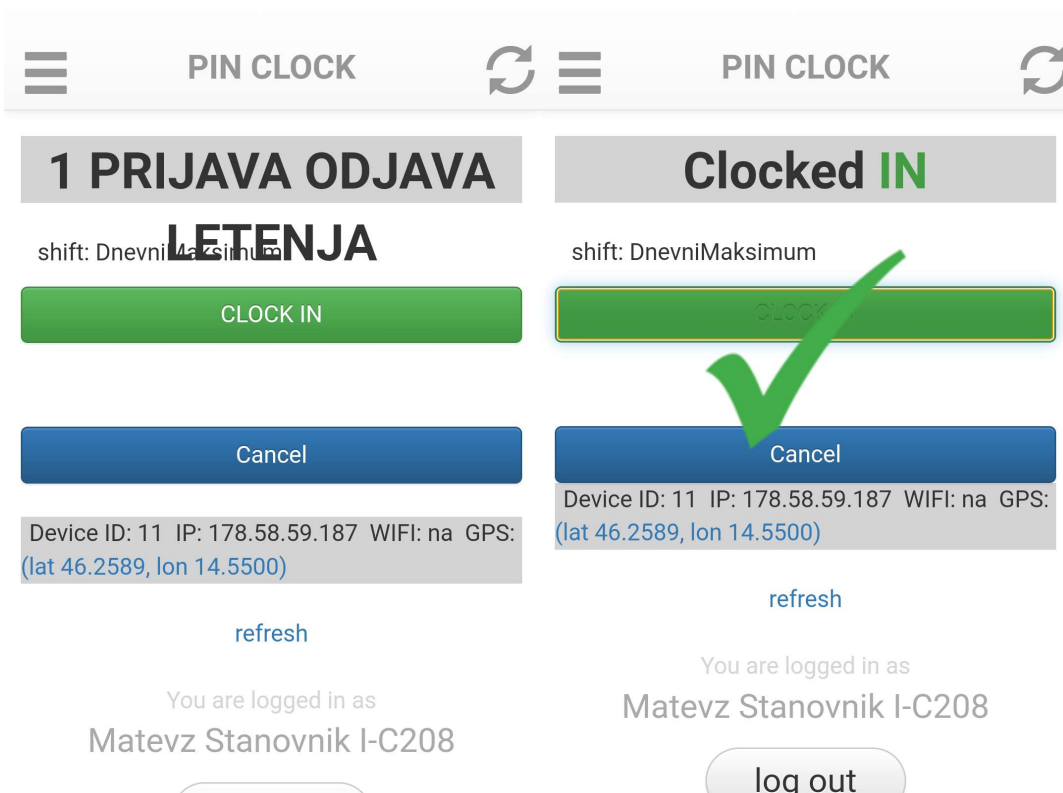 PIN CLOCK
1 PRIJAVA ODJAVA
LETENJA
shift: DnevniMaksimum
CLOCK IN
Cancel
Device ID: 11 IP: 178.58.59.187 WIFI: na GPS:
(lat 46.2589, lon 14.5500)
refresh
You are logged in as
Matevz Stanovnik I-C208
PIN CLOCK
Clocked IN
shift: DnevniMaksimum
Cancel
Device ID: 11 IP: 178.58.59.187 WIFI: na GPS:
(lat 46.2589, lon 14.5500)
refresh
You are logged in as
Matevz Stanovnik I-C208
log out